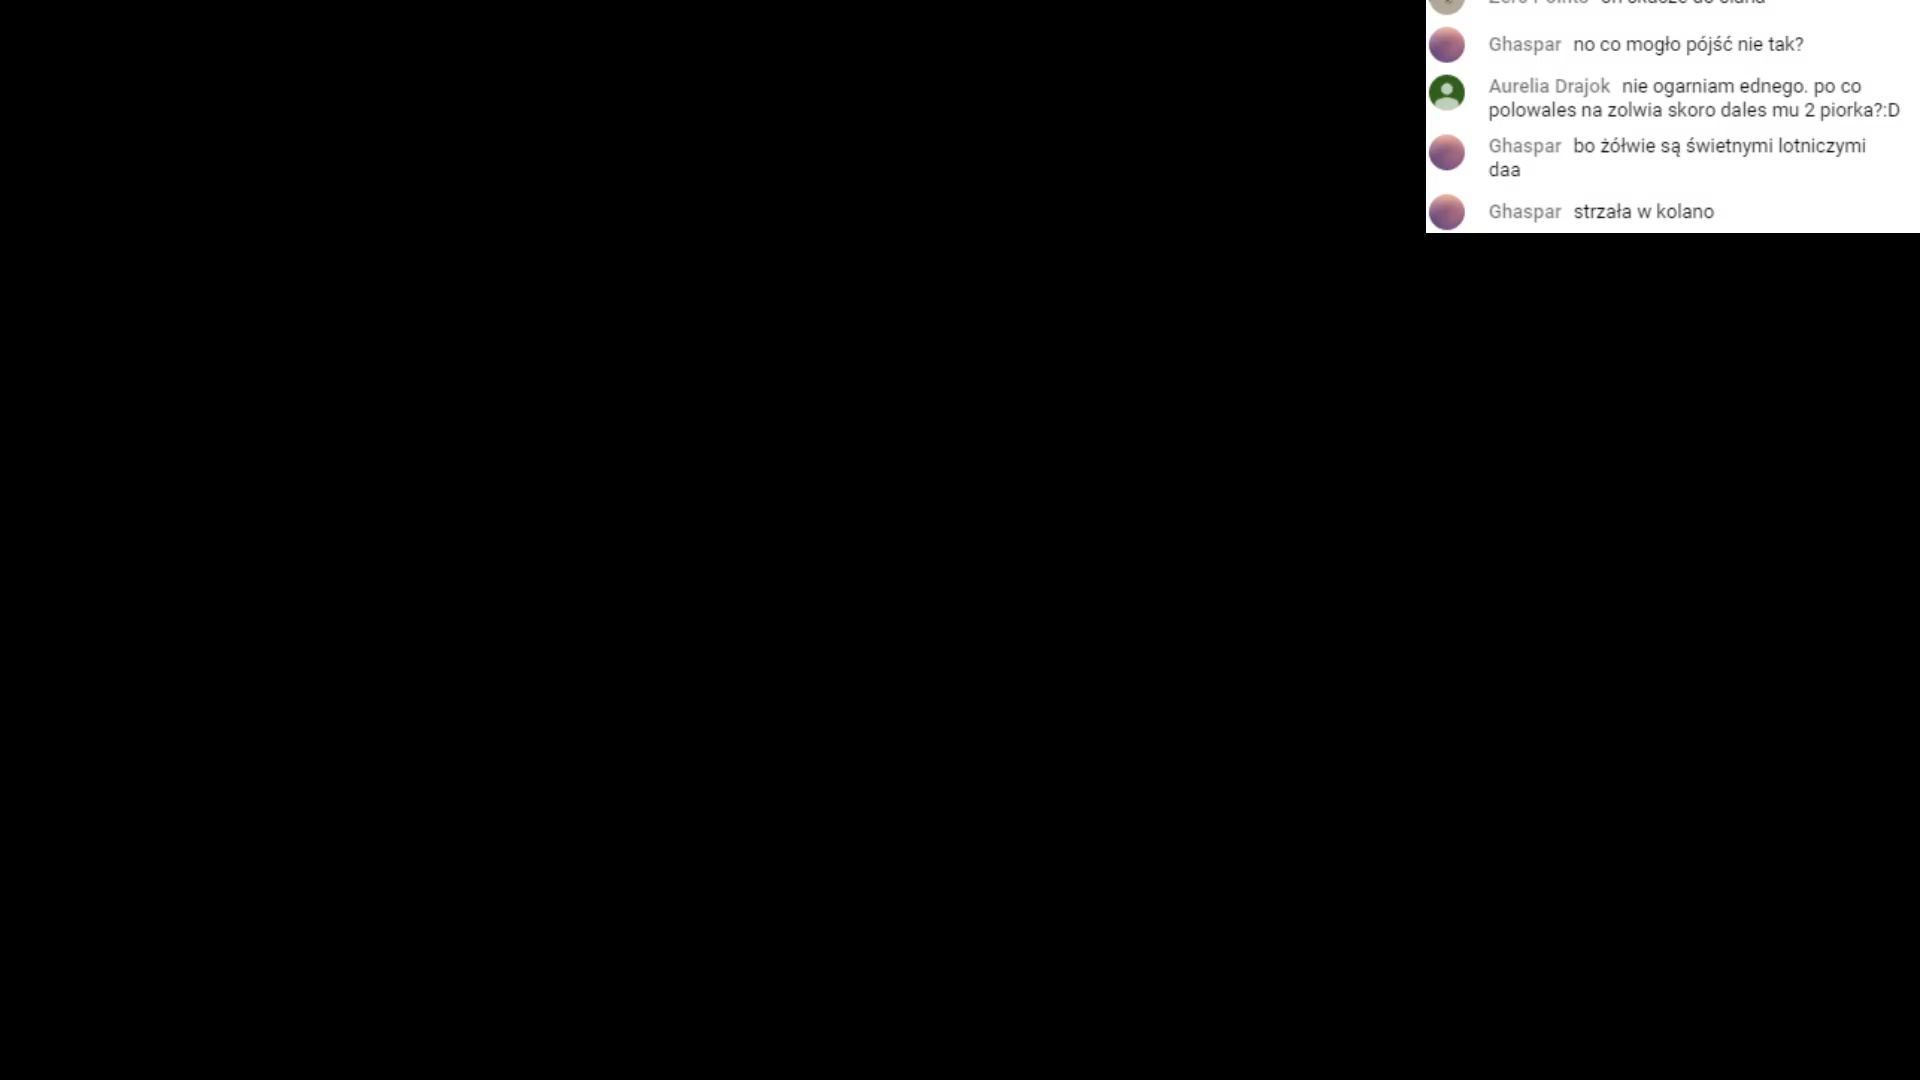 Ghaspar no co mogło pójść nie tak?
Aurelia Drajok nie ogarniam ednego. po co
polowales na zolwia skoro dales mu 2 piorka?:D
Ghaspar bo żółwie są świetnymi lotniczymi
daa
Ghaspar strzała w kolano